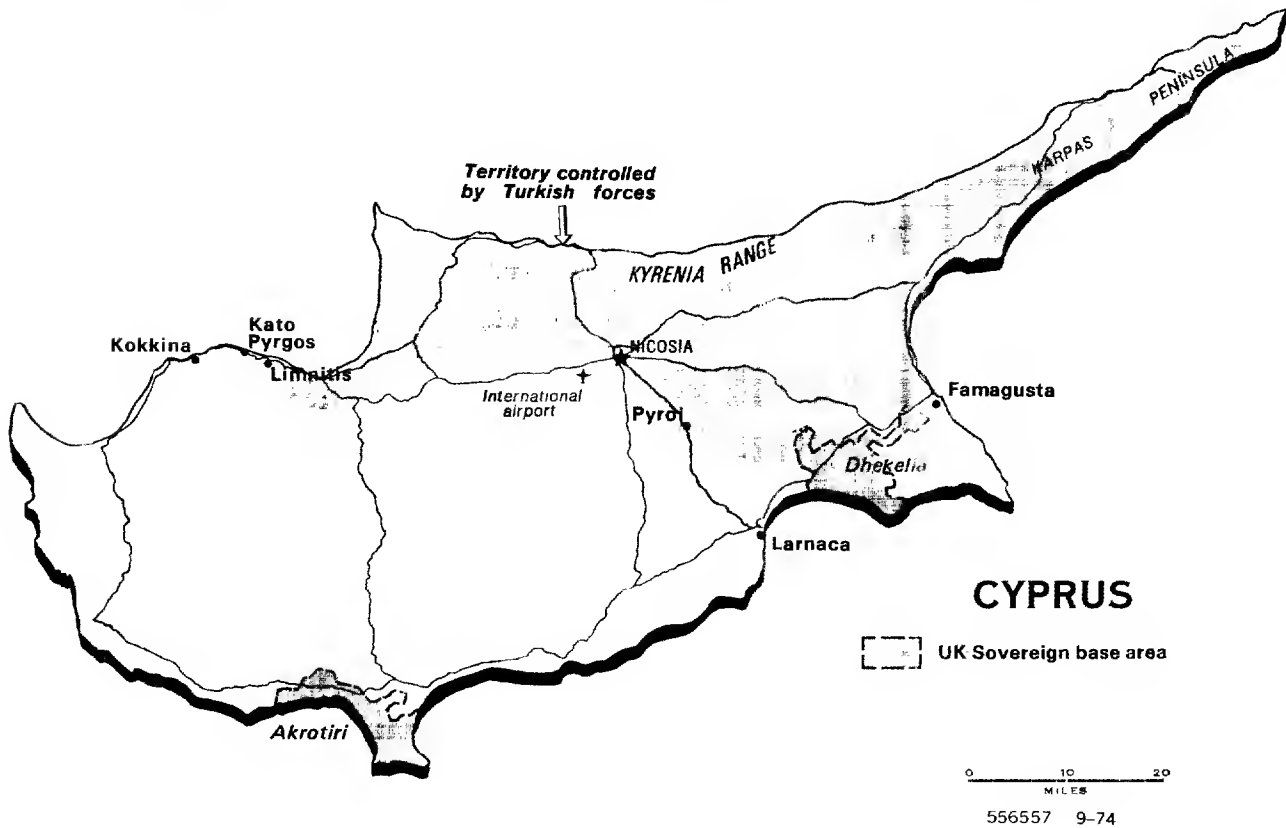 PENINSULA
KARPAS
Territory controlled
by Turkish forces
KYRENIA RANGE
Kato
Pyrgos
Kokkina
Limnitis
NICOSIA
International
airport
Pyroi
Famagusta
Dhekelia
Larnaca
CYPRUS
UK Sovereign base area
Akrotiri
0 10 20
MILES
556557 9-74